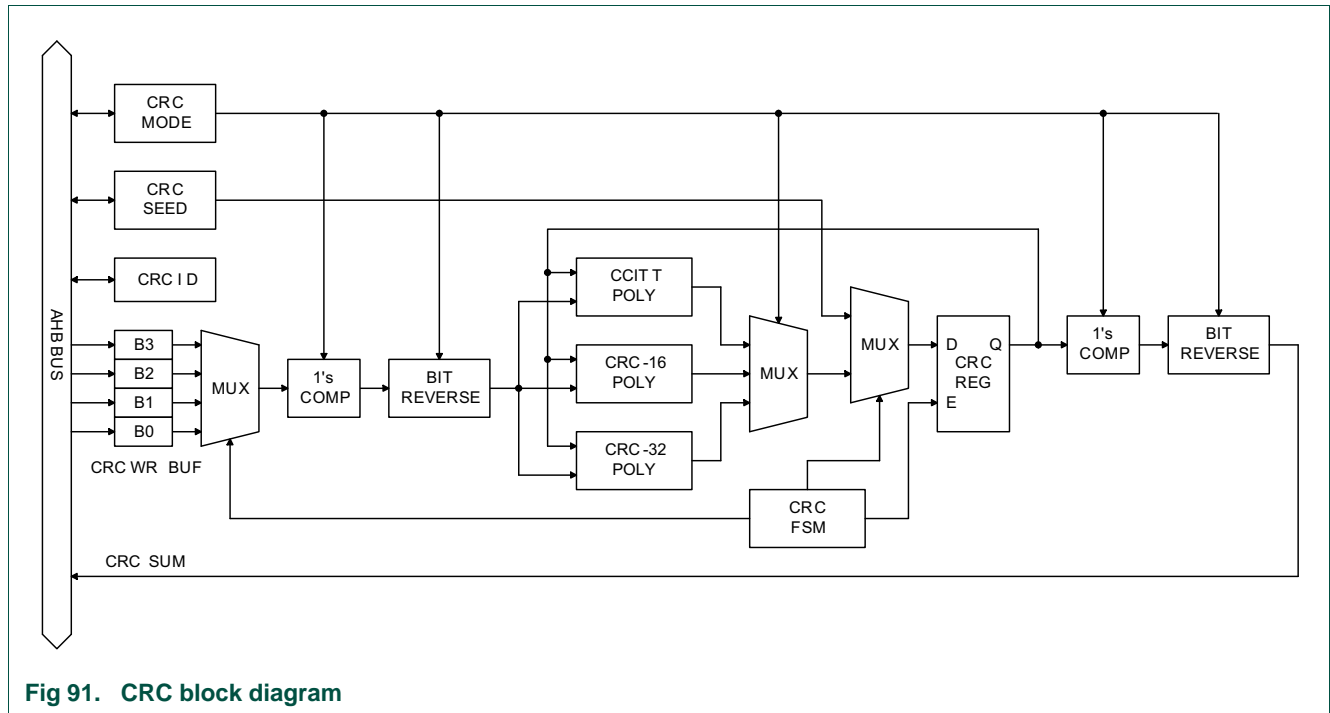 CRC
MODE
CRC
SEED
CRC ID
AHB BUS
B3
B2
B1
B0
CRC WR BUF
MUX
1's
COMP
BIT
REVERSE
CCITT
POLY
CRC-16
POLY
CRC-32
POLY
MUX
MUX
D Q
CRC
REG
E
1's
COMP
BIT
REVERSE
CRC
FSM
CRC SUM
Fig 91. CRC block diagram